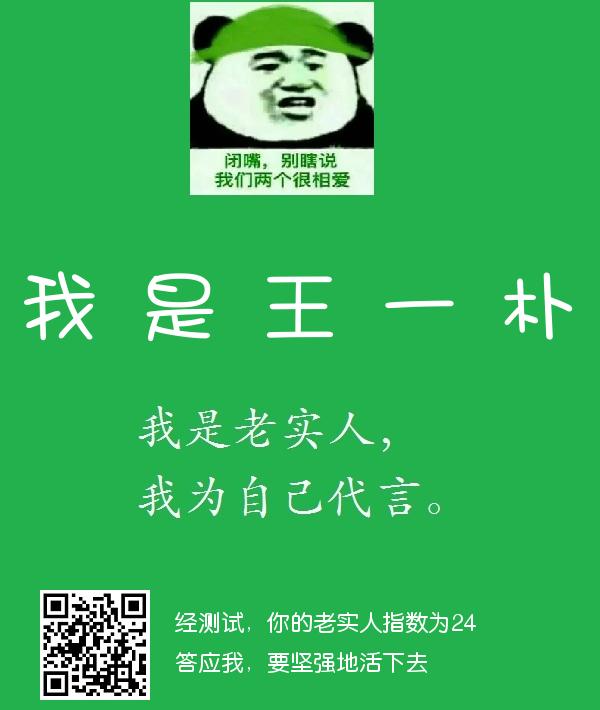 闭嘴，别瞎说
我们两个很相爱
我是王一朴
我是老实人，
我为自己代言。
经测试，你的老实人指数为24
答应我，要坚强地活下去